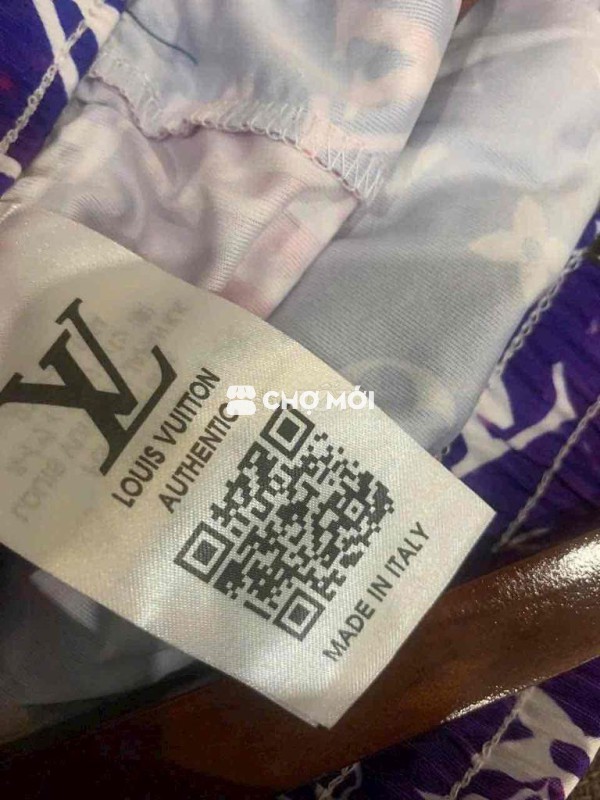 LV
LOUIS VUITTON
AUTHENTIC
MADE IN ITALY
CHỢ MỚI